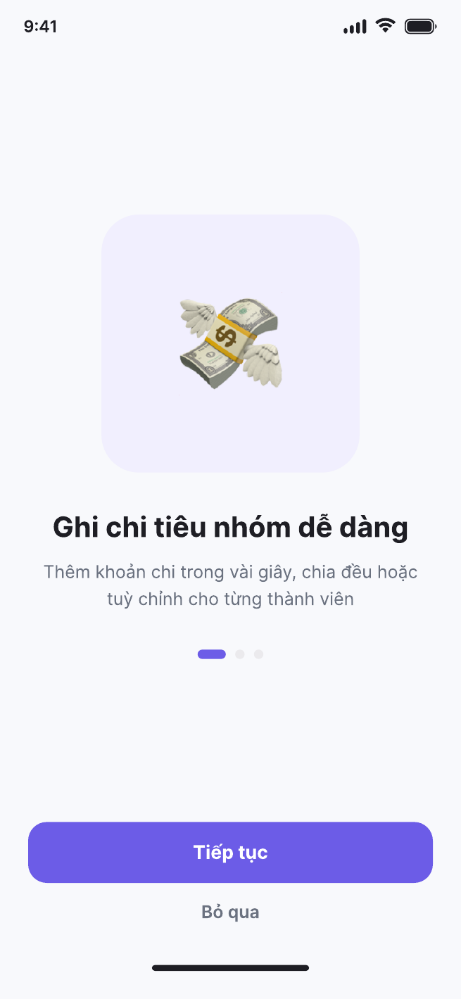 9:41
Ghi chi tiêu nhóm dễ dàng
Thêm khoản chi trong vài giây, chia đều hoặc
tuỳ chỉnh cho từng thành viên
Tiếp tục
Bỏ qua